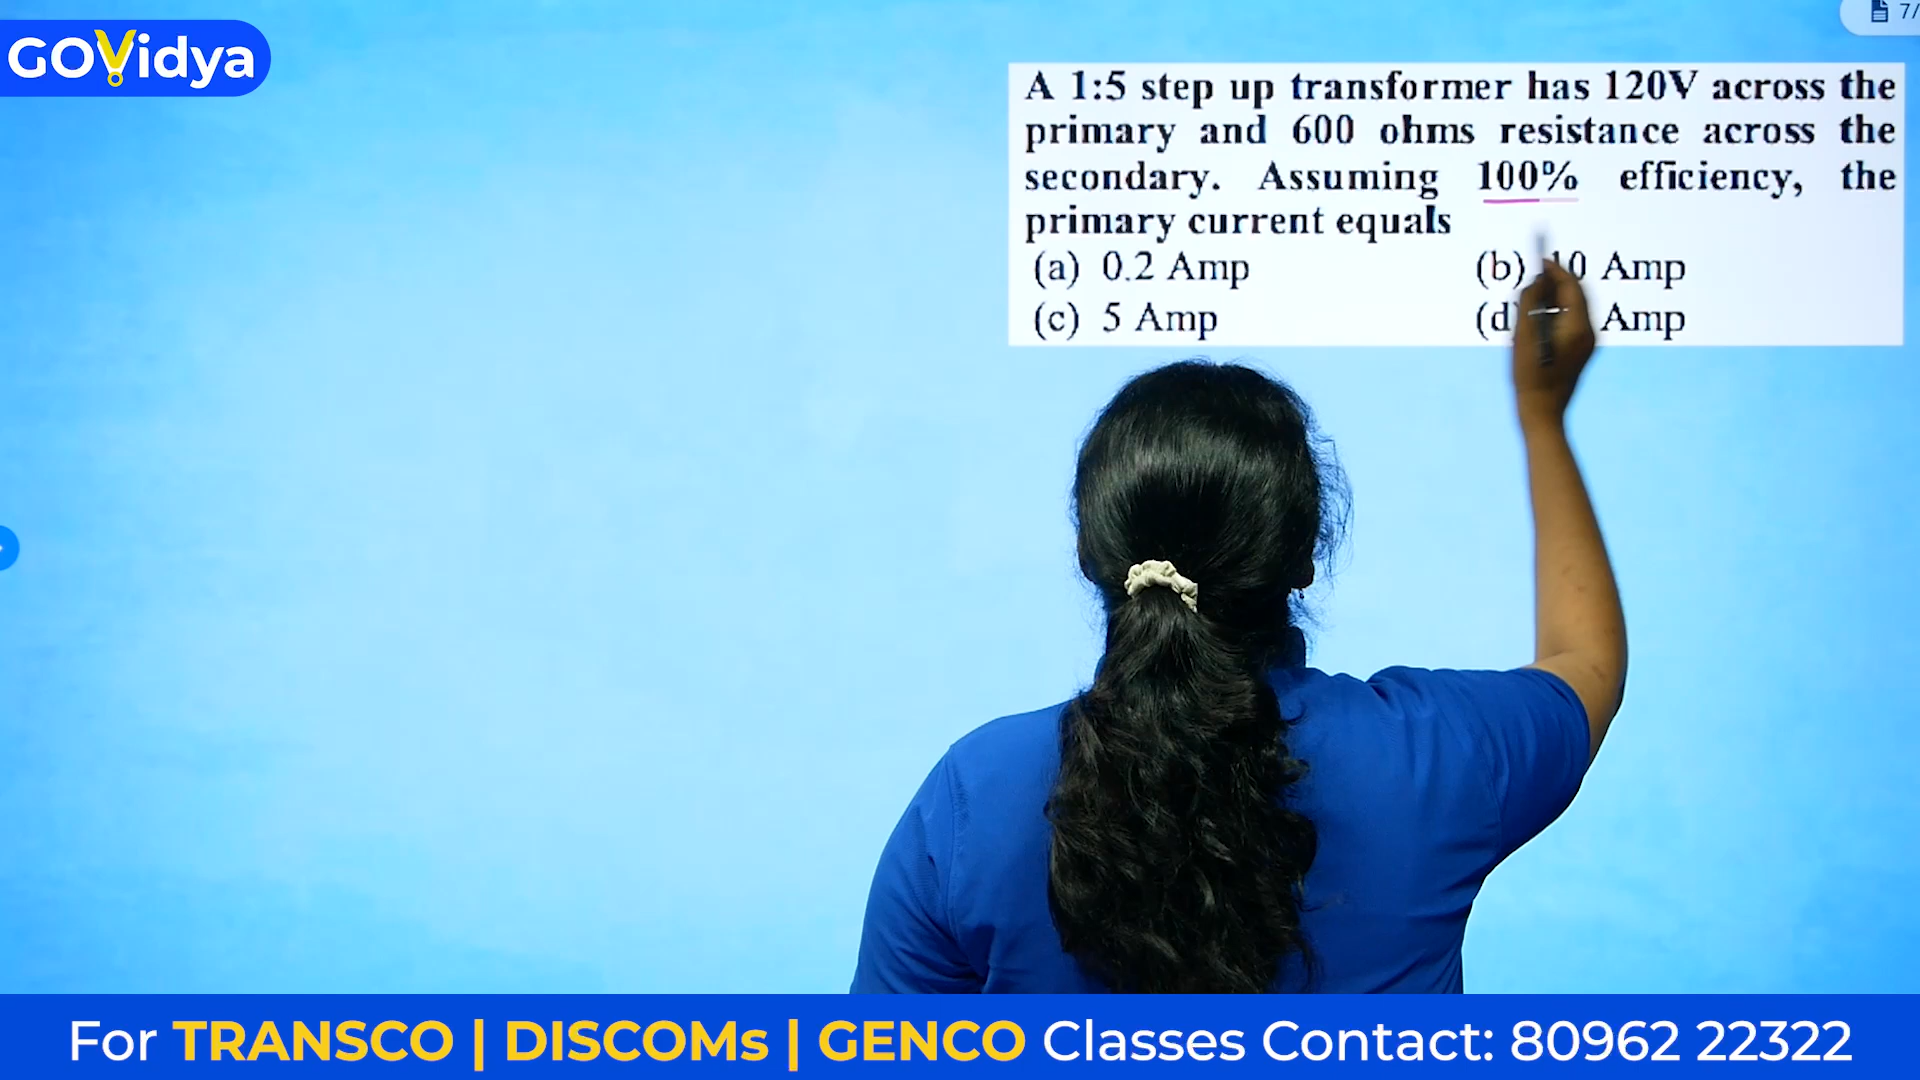 GOVidya
7/
A 1:5 step up transformer has 120V across the
primary and 600 ohms resistance across the
secondary. Assuming 100% efficiency, the
primary current equals
(a) 0.2 Amp (b) 10 Amp
(c) 5 Amp (d) Amp
For TRANSCO | DISCOMs | GENCO Classes Contact: 80962 22322